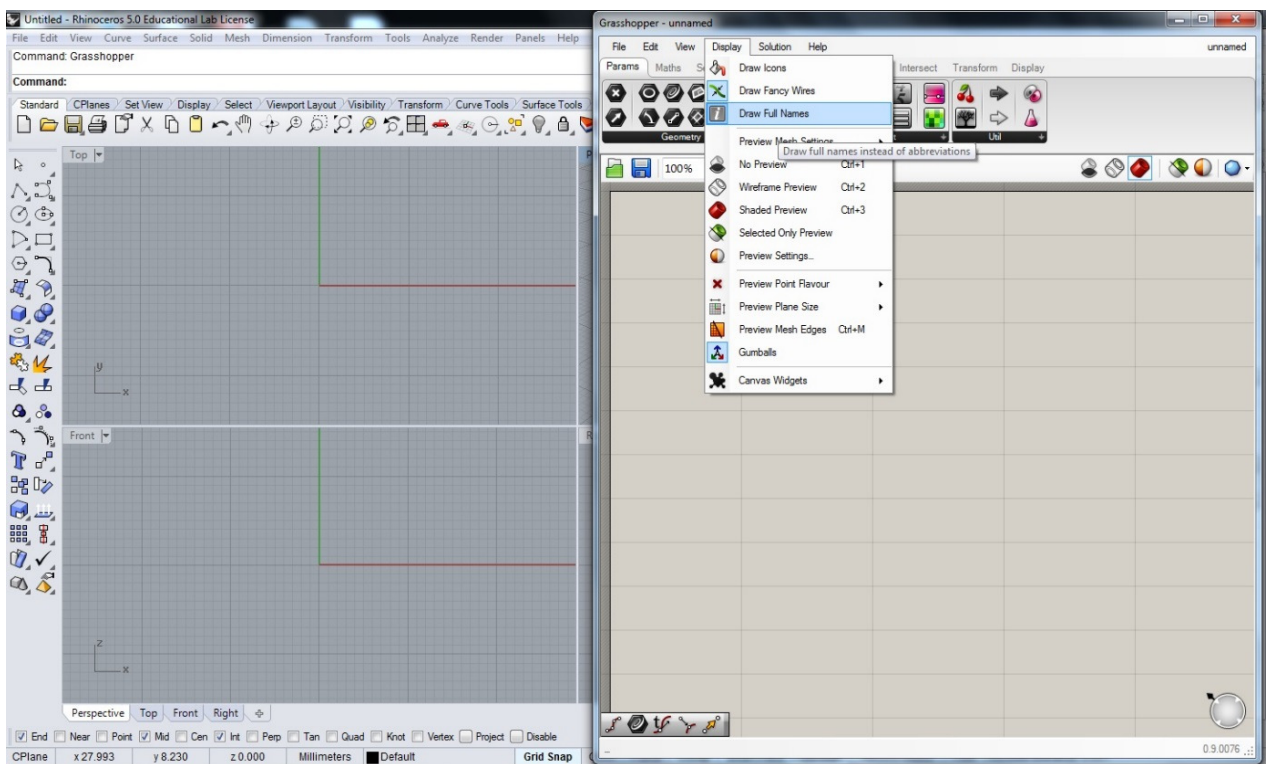 Untitled - Rhinoceros 5.0 Educational Lab License
File Edit View Curve Surface Solid Mesh Dimension Transform Tools Analyze Render Panels Help
Command: Grasshopper
Command:
Standard CPlanes Set View Display Select Viewport Layout Visibility Transform Curve Tools Surface Tools
Top
y
x
Front
z
x
Perspective Top Front Right
End Near Point Mid Cen Int Perp Tan Quad Knot Vertex Project Disable
CPlane x 27.993 y 8.230 z 0.000 Millimeters Default Grid Snap
Grasshopper - unnamed
File Edit View Display Solution Help unnamed
Params Maths Intersect Transform Display
Geometry Util
100%
Draw Icons
Draw Fancy Wires
Draw Full Names
Preview Mesh Settings
Draw full names instead of abbreviations
No Preview Ctrl+1
Wireframe Preview Ctrl+2
Shaded Preview Ctrl+3
Selected Only Preview
Preview Settings...
Preview Point Flavour
Preview Plane Size
Preview Mesh Edges Ctrl+M
Gumballs
Canvas Widgets
0.9.0076